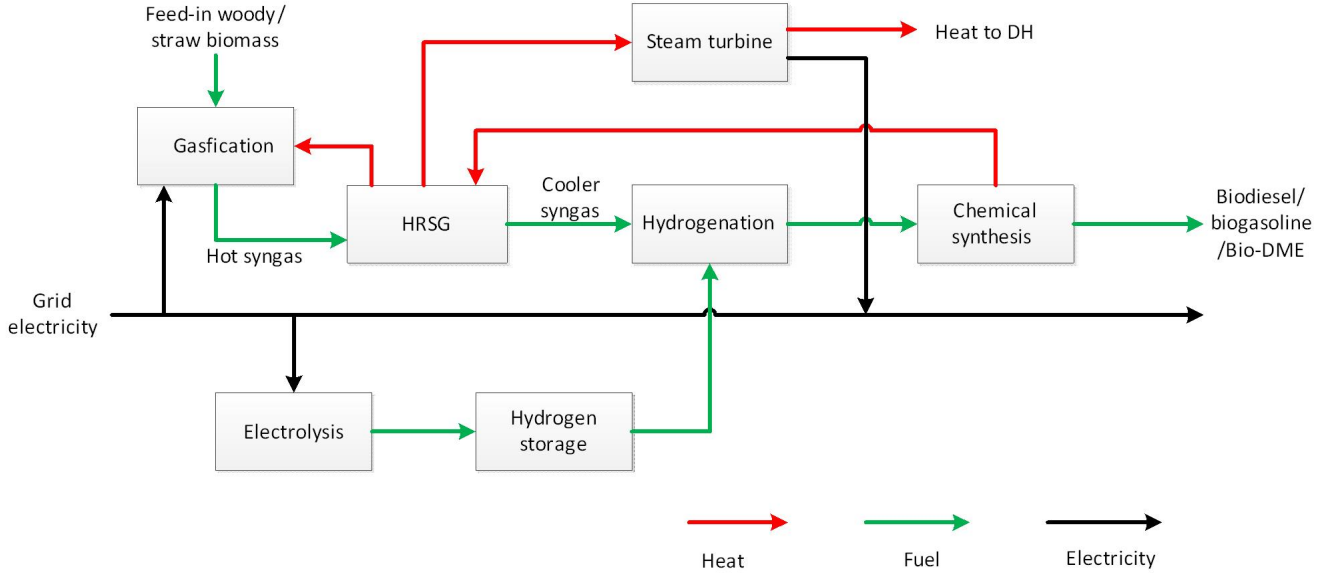 Feed-in woody/
straw biomass
Steam turbine
Heat to DH
Gasfication
Cooler
syngas
HRSG
Hydrogenation
Chemical
synthesis
Biodiesel/
biogasoline
/Bio-DME
Hot syngas
Grid
electricity
Electrolysis
Hydrogen
storage
Heat
Fuel
Electricity